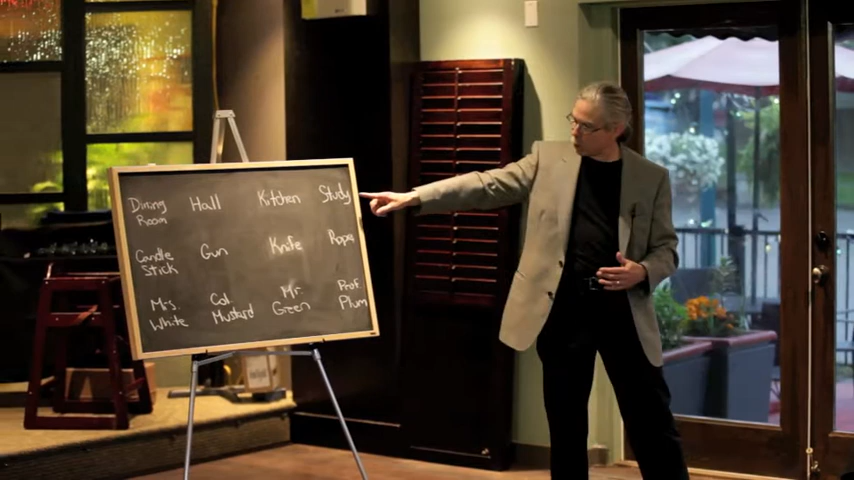 Dining Room Hall Kitchen Study
Candle Stick Gun Knife Rope
Mrs. White Col. Mustard Mr. Green Prof. Plum